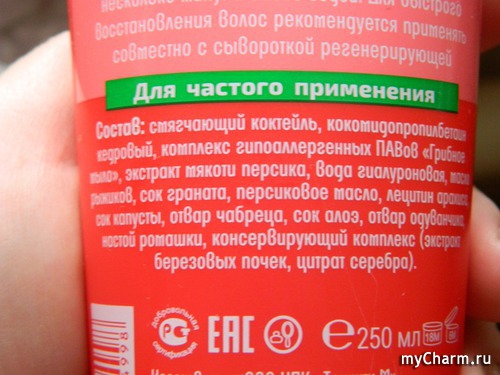 восстановления волос рекомендуется применять
совместно с сывороткой регенерирующей
Для частого применения
Состав: смягчающий коктейль, кокомидопропилбетаин
кедровый, комплекс гипоаллергенных ПАВов «Грибное
мыло», экстракт мякоти персика, вода гиалуроновая, масло
рыжиков, сок граната, персиковое масло, лецитин арахиса,
сок капусты, отвар чабреца, сок алоэ, отвар одуванчика,
настой ромашки, консервирующий комплекс (экстракт
березовых почек, цитрат серебра).
добровольная
сертификация
ЕАС
e 250 мл
18M
myCharm.ru